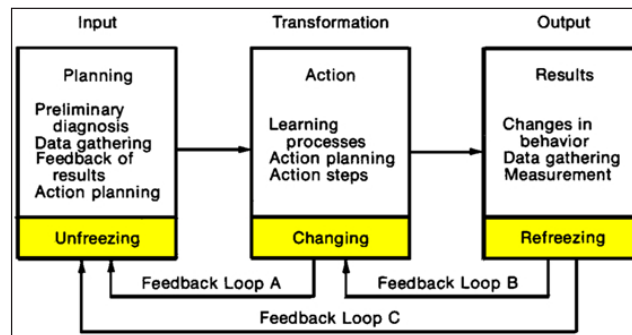 Input
Transformation
Output
Planning
Preliminary
diagnosis
Data gathering
Feedback of
results
Action planning
Unfreezing
Action
Learning
processes
Action planning
Action steps
Changing
Results
Changes in
behavior
Data gathering
Measurement
Refreezing
Feedback Loop A
Feedback Loop B
Feedback Loop C